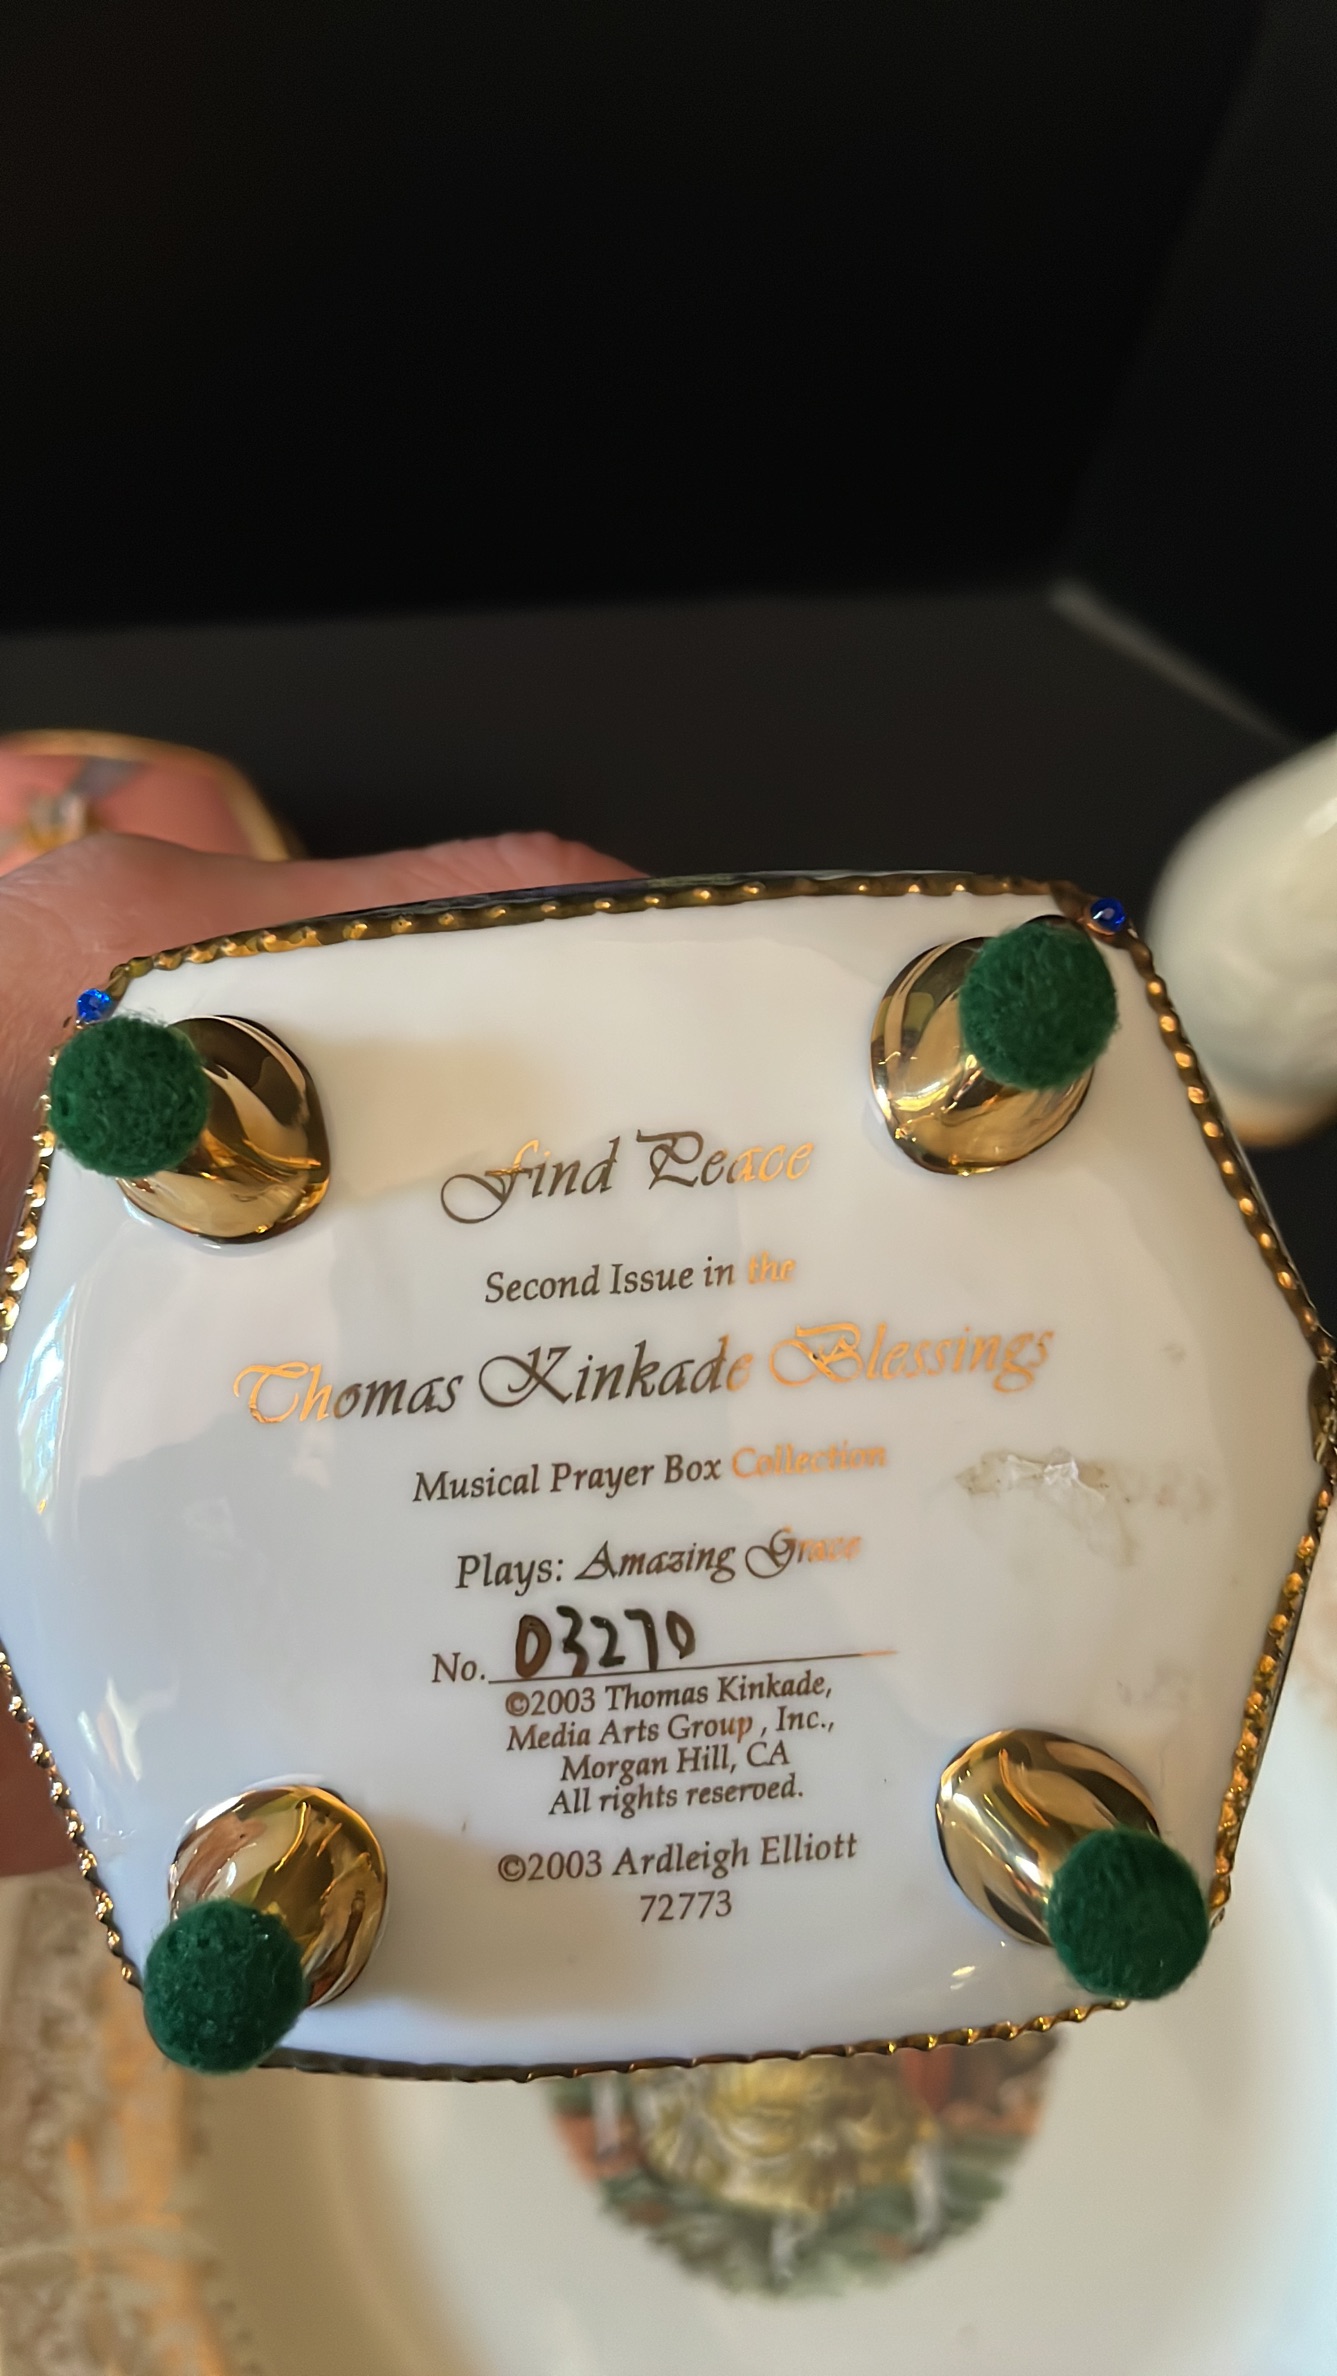 Find Peace
Second Issue in the
Thomas Kinkade Blessings
Musical Prayer Box Collection
Plays: Amazing Grace
No. 03270
©2003 Thomas Kinkade,
Media Arts Group , Inc.,
Morgan Hill, CA
All rights reserved.
©2003 Ardleigh Elliott
72773